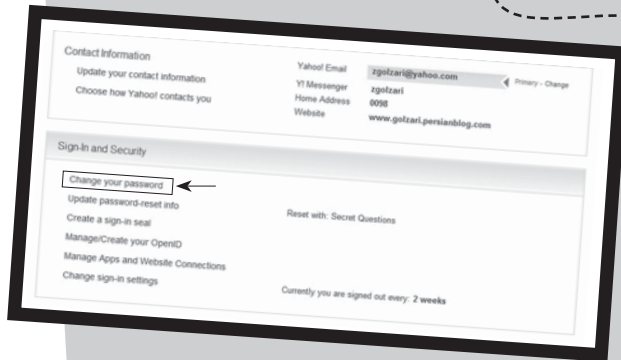 Contact Information
Update your contact information
Choose how Yahoo! contacts you
Yahoo! Email zgolzari@yahoo.com Primary - Change
Y! Messenger zgolzari
Home Address 0098
Website www.golzari.persianblog.com
Sign-In and Security
Change your password
Update password-reset info Reset with: Secret Questions
Create a sign-in seal
Manage/Create your OpenID
Manage Apps and Website Connections
Change sign-in settings Currently you are signed out every: 2 weeks